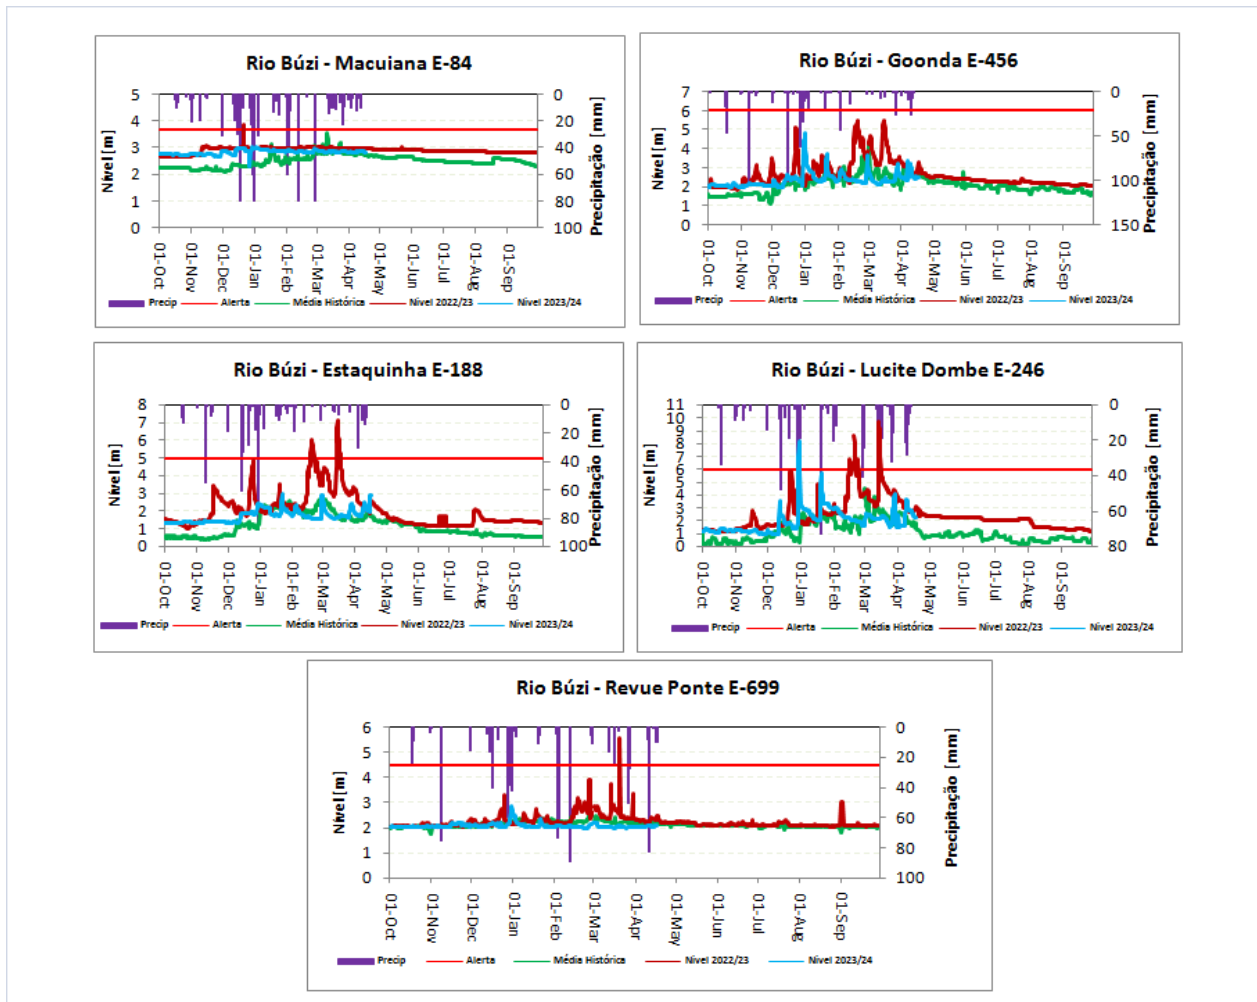 Rio Búzi - Macuiana E-84
Nível [m]
5
4
3
2
1
0
0
20
40
60
80
100
Precipitação [mm]
01-Oct
01-Nov
01-Dec
01-Jan
01-Feb
01-Mar
01-Apr
01-May
01-Jun
01-Jul
01-Aug
01-Sep
Precip Alerta Média Histórica Nivel 2022/23 Nivel 2023/24
Rio Búzi - Goonda E-456
Nível [m]
7
6
5
4
3
2
1
0
0
50
100
150
Precipitação [mm]
01-Oct
01-Nov
01-Dec
01-Jan
01-Feb
01-Mar
01-Apr
01-May
01-Jun
01-Jul
01-Aug
01-Sep
Precip Alerta Média Histórica Nivel 2022/23 Nivel 2023/24
Rio Búzi - Estaquinha E-188
Nível [m]
8
7
6
5
4
3
2
1
0
0
20
40
60
80
100
Precipitação [mm]
01-Oct
01-Nov
01-Dec
01-Jan
01-Feb
01-Mar
01-Apr
01-May
01-Jun
01-Jul
01-Aug
01-Sep
Precip Alerta Média Histórica Nivel 2022/23 Nivel 2023/24
Rio Búzi - Lucite Dombe E-246
Nível [m]
11
10
9
8
7
6
5
4
3
2
1
0
0
20
40
60
80
Precipitação [mm]
01-Oct
01-Nov
01-Dec
01-Jan
01-Feb
01-Mar
01-Apr
01-May
01-Jun
01-Jul
01-Aug
01-Sep
Precip Alerta Média Histórica Nivel 2022/23 Nivel 2023/24
Rio Búzi - Revue Ponte E-699
Nível [m]
6
5
4
3
2
1
0
0
20
40
60
80
100
Precipitação [mm]
01-Oct
01-Nov
01-Dec
01-Jan
01-Feb
01-Mar
01-Apr
01-May
01-Jun
01-Jul
01-Aug
01-Sep
Precip Alerta Média Histórica Nivel 2022/23 Nivel 2023/24